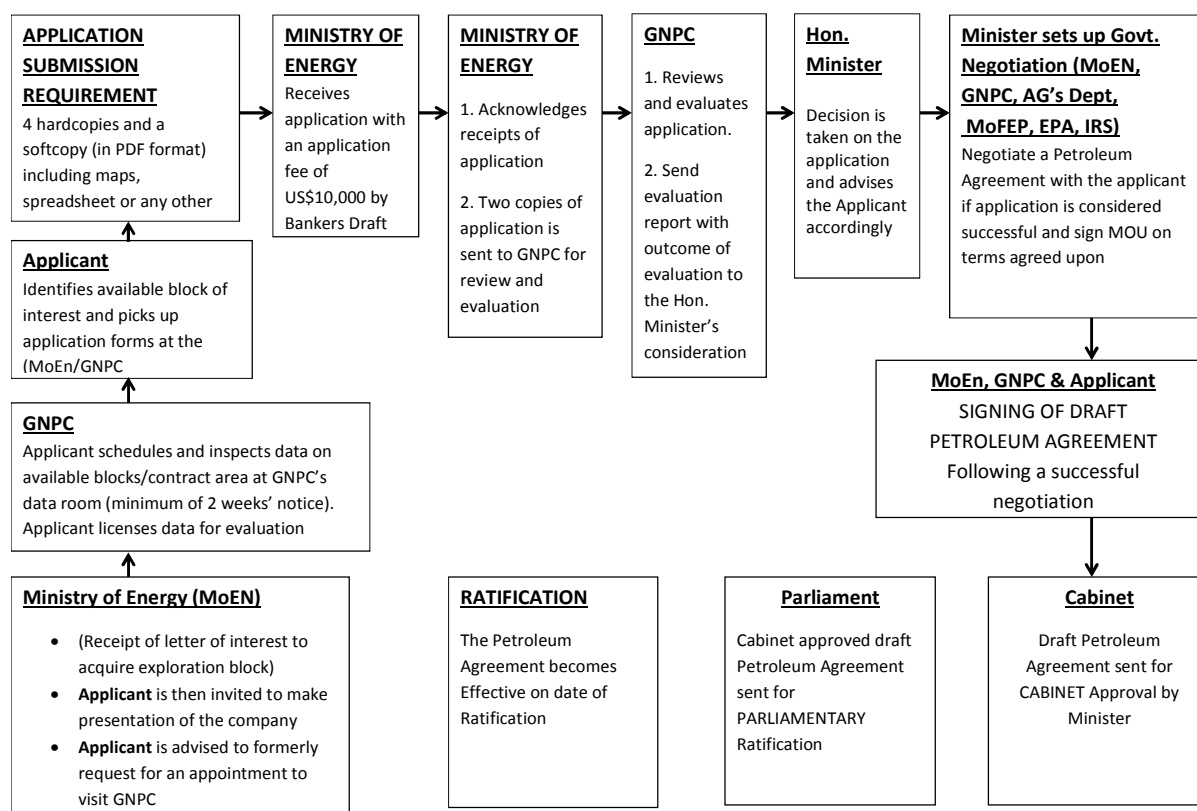 APPLICATION
SUBMISSION
REQUIREMENT
4 hardcopies and a
softcopy (in PDF format)
including maps,
spreadsheet or any other
MINISTRY OF
ENERGY
Receives
application with
an application
fee of
US$10,000 by
Bankers Draft
MINISTRY OF
ENERGY
1. Acknowledges
receipts of
application
2. Two copies of
application is
sent to GNPC for
review and
evaluation
GNPC
1. Reviews
and evaluates
application.
2. Send
evaluation
report with
outcome of
evaluation to
the Hon.
Minister’s
consideration
Hon.
Minister
Decision is
taken on the
application
and advises
the Applicant
accordingly
Minister sets up Govt.
Negotiation (MoEN,
GNPC, AG’s Dept,
MoFEP, EPA, IRS)
Negotiate a Petroleum
Agreement with the applicant
if application is considered
successful and sign MOU on
terms agreed upon
Applicant
Identifies available block of
interest and picks up
application forms at the
(MoEn/GNPC
GNPC
Applicant schedules and inspects data on
available blocks/contract area at GNPC’s
data room (minimum of 2 weeks’ notice).
Applicant licenses data for evaluation
MoEn, GNPC & Applicant
SIGNING OF DRAFT
PETROLEUM AGREEMENT
Following a successful
negotiation
Ministry of Energy (MoEN)
• (Receipt of letter of interest to
acquire exploration block)
• Applicant is then invited to make
presentation of the company
• Applicant is advised to formerly
request for an appointment to
visit GNPC
RATIFICATION
The Petroleum
Agreement becomes
Effective on date of
Ratification
Parliament
Cabinet approved draft
Petroleum Agreement
sent for
PARLIAMENTARY
Ratification
Cabinet
Draft Petroleum
Agreement sent for
CABINET Approval by
Minister